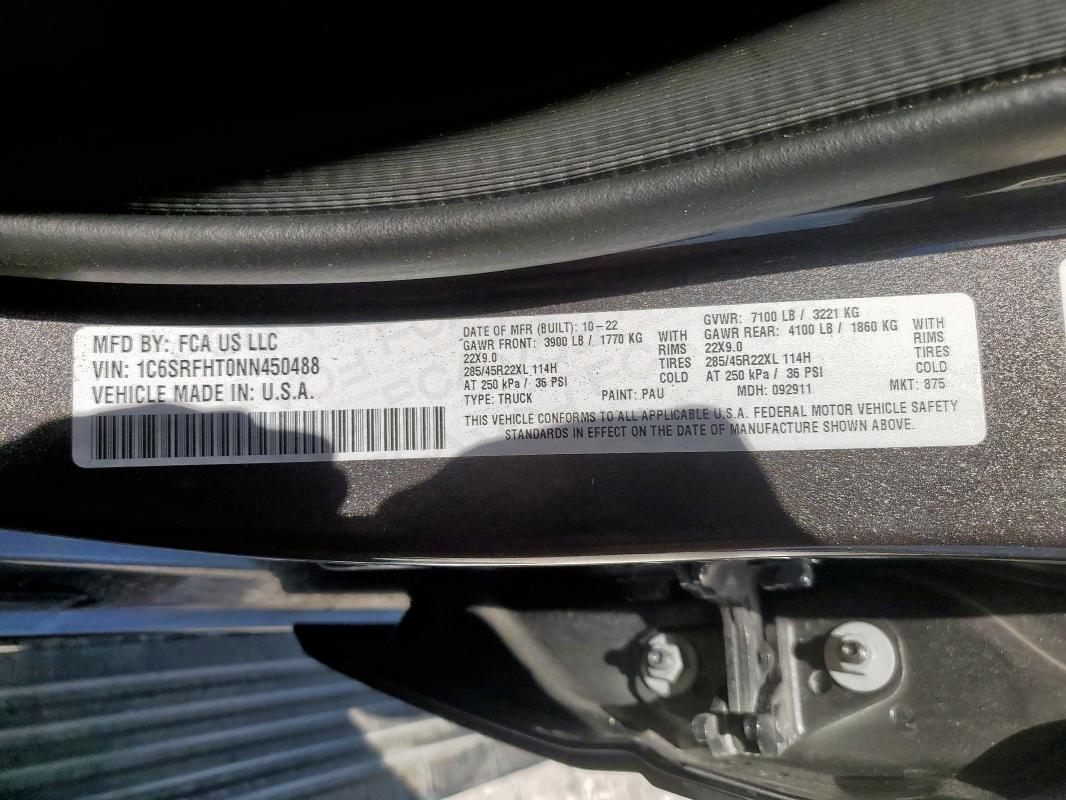 MFD BY: FCA US LLC
VIN: 1C6SRFHT0NN450488
VEHICLE MADE IN: U.S.A.
DATE OF MFR (BUILT): 10-22
GAWR FRONT: 3900 LB / 1770 KG WITH
22X9.0 RIMS
285/45R22XL 114H TIRES
AT 250 kPa / 36 PSI COLD
TYPE: TRUCK PAINT: PAU
GVWR: 7100 LB / 3221 KG
GAWR REAR: 4100 LB / 1860 KG WITH
22X9.0 RIMS
285/45R22XL 114H TIRES
AT 250 kPa / 36 PSI COLD
MDH: 092911 MKT: 875
THIS VEHICLE CONFORMS TO ALL APPLICABLE U.S.A. FEDERAL MOTOR VEHICLE SAFETY
STANDARDS IN EFFECT ON THE DATE OF MANUFACTURE SHOWN ABOVE.